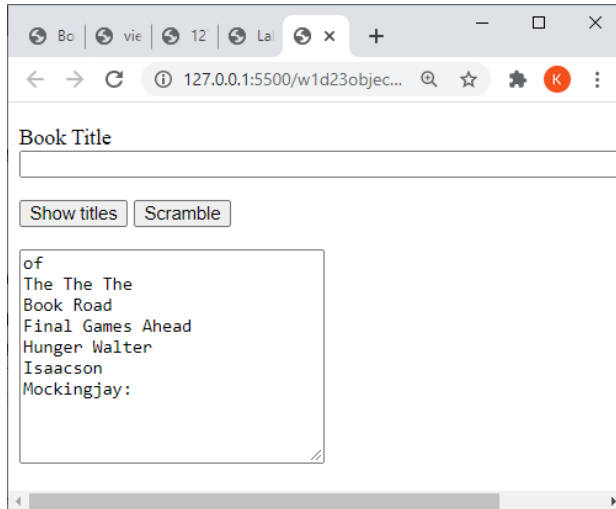 Bo vie 12 La
127.0.0.1:5500/w1d23objec... K
Book Title
Show titles Scramble
of
The The The
Book Road
Final Games Ahead
Hunger Walter
Isaacson
Mockingjay: